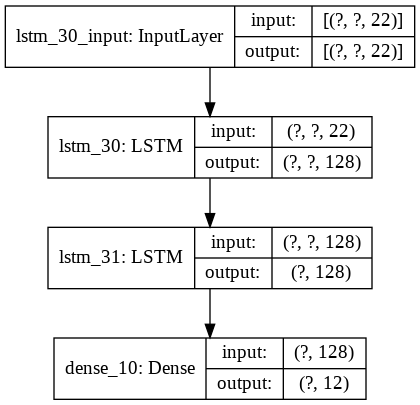 lstm_30_input: InputLayer
input: [(?, ?, 22)]
output: [(?, ?, 22)]
lstm_30: LSTM
input: (?, ?, 22)
output: (?, ?, 128)
lstm_31: LSTM
input: (?, ?, 128)
output: (?, 128)
dense_10: Dense
input: (?, 128)
output: (?, 12)